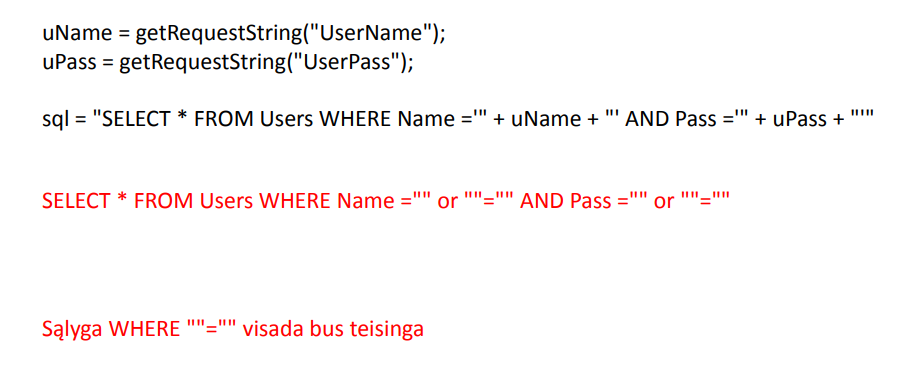 uName = getRequestString("UserName");
uPass = getRequestString("UserPass");
sql = "SELECT * FROM Users WHERE Name ='" + uName + "' AND Pass ='" + uPass + "'"
SELECT * FROM Users WHERE Name ="" or ""="" AND Pass ="" or ""=""
Sąlyga WHERE ""="" visada bus teisinga